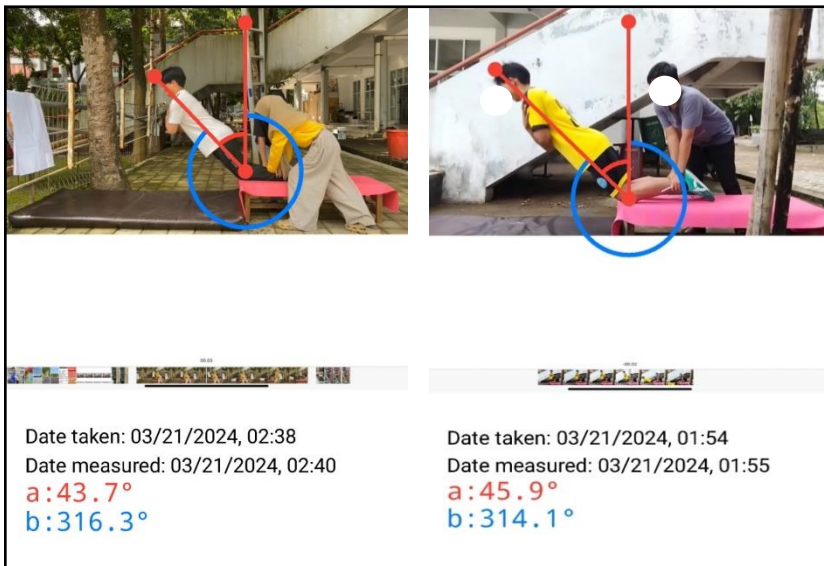 Date taken: 03/21/2024, 02:38
Date measured: 03/21/2024, 02:40
a:43.7°
b:316.3°
Date taken: 03/21/2024, 01:54
Date measured: 03/21/2024, 01:55
a:45.9°
b:314.1°